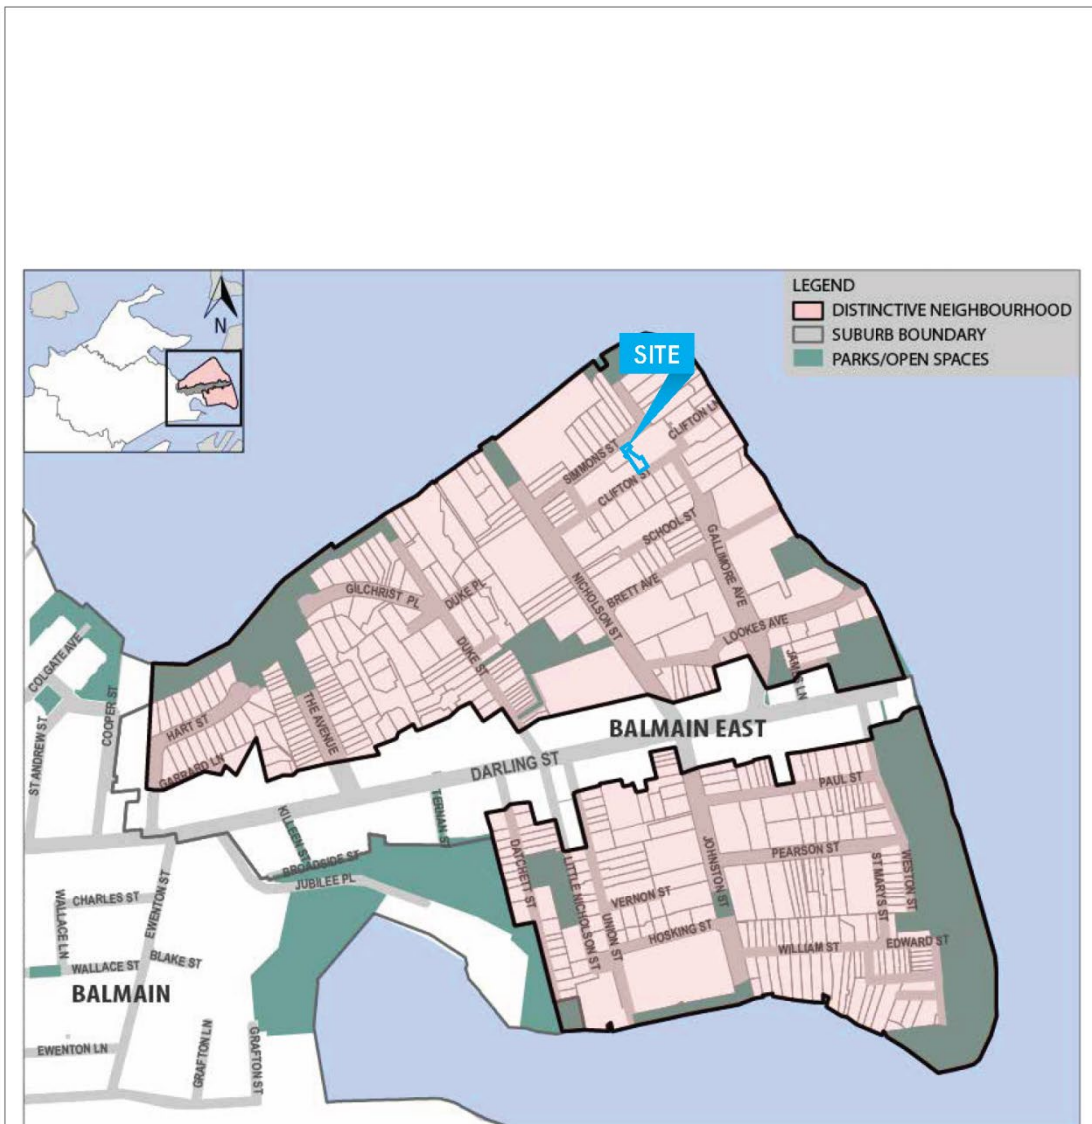 N
LEGEND
DISTINCTIVE NEIGHBOURHOOD
SUBURB BOUNDARY
PARKS/OPEN SPACES
SITE
SIMMONS ST
CLIFTON LN
CLIFTON ST
SCHOOL ST
GALLIMORE AVE
NICHOLSON ST
BRETT AVE
GILCHRIST PL
DUKE PL
DUKE ST
LOOKES AVE
JAMES LN
COLGATE AVE
COOPER ST
ST ANDREW ST
HART ST
THE AVENUE
GARRARD LN
BALMAIN EAST
DARLING ST
PAUL ST
KILLEEN ST
TERNAN ST
BROADSIDE ST
JUBILEE PL
DATCHETT ST
LITTLE NICHOLSON ST
UNION ST
JOHNSTON ST
PEARSON ST
ST MARYS ST
WESTON ST
VERNON ST
HOSKING ST
WILLIAM ST
EDWARD ST
CHARLES ST
WALLACE LN
EWENTON ST
WALLACE ST
BLAKE ST
BALMAIN
EWENTON LN
GRAFTON LN
GRAFTON ST